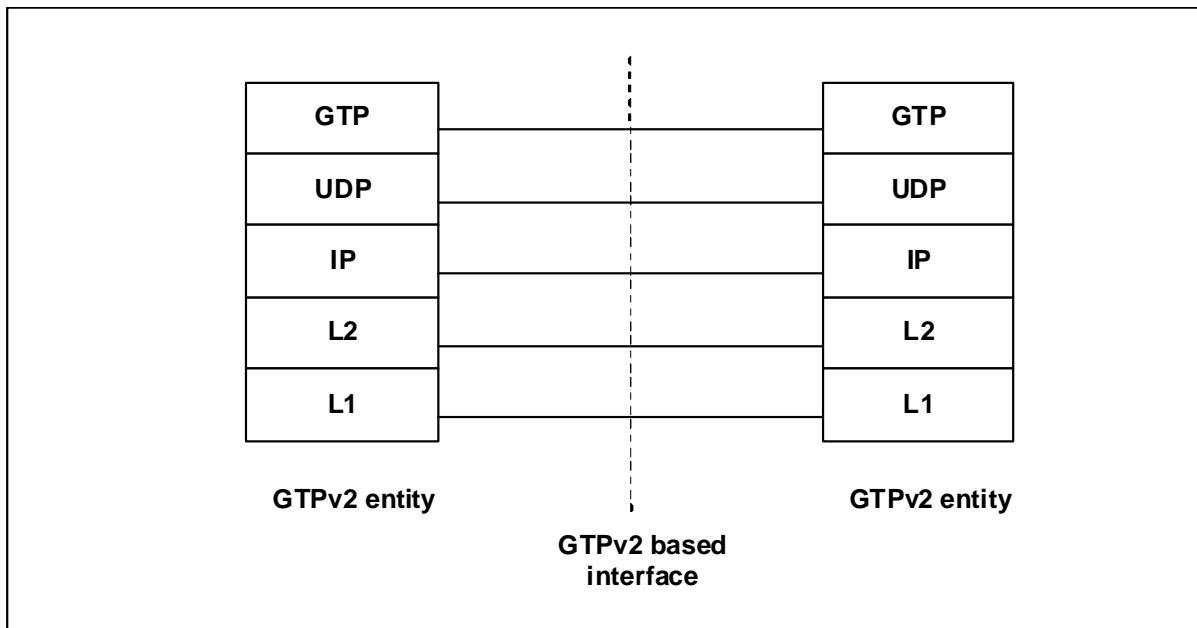 GTP
GTP
UDP
UDP
IP
IP
L2
L2
L1
L1
GTPv2 entity
GTPv2 entity
GTPv2 based
interface